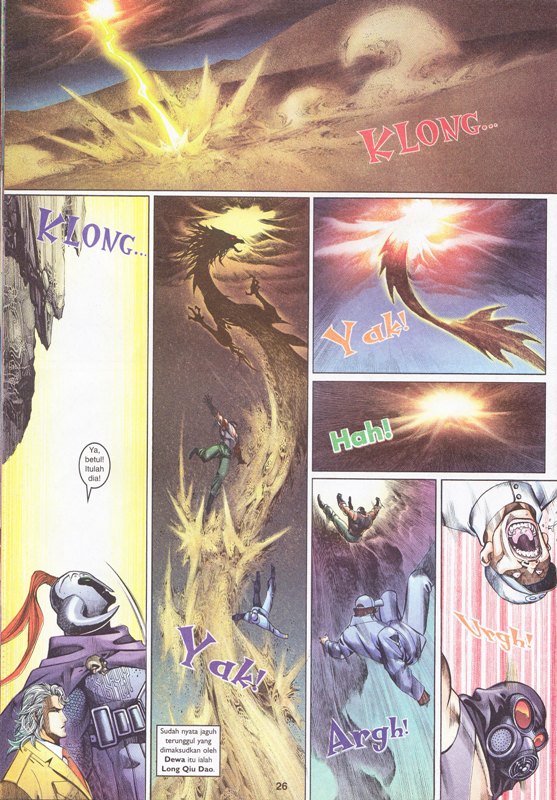 KLONG...
KLONG...
Ya,
betul!
Itulah
dia!
Yak!
Sudah nyata jaguh
terunggul yang
dimaksudkan oleh
Dewa itu ialah
Long Qiu Dao.
Yak!
Hah!
Argh!
Urgh!
26